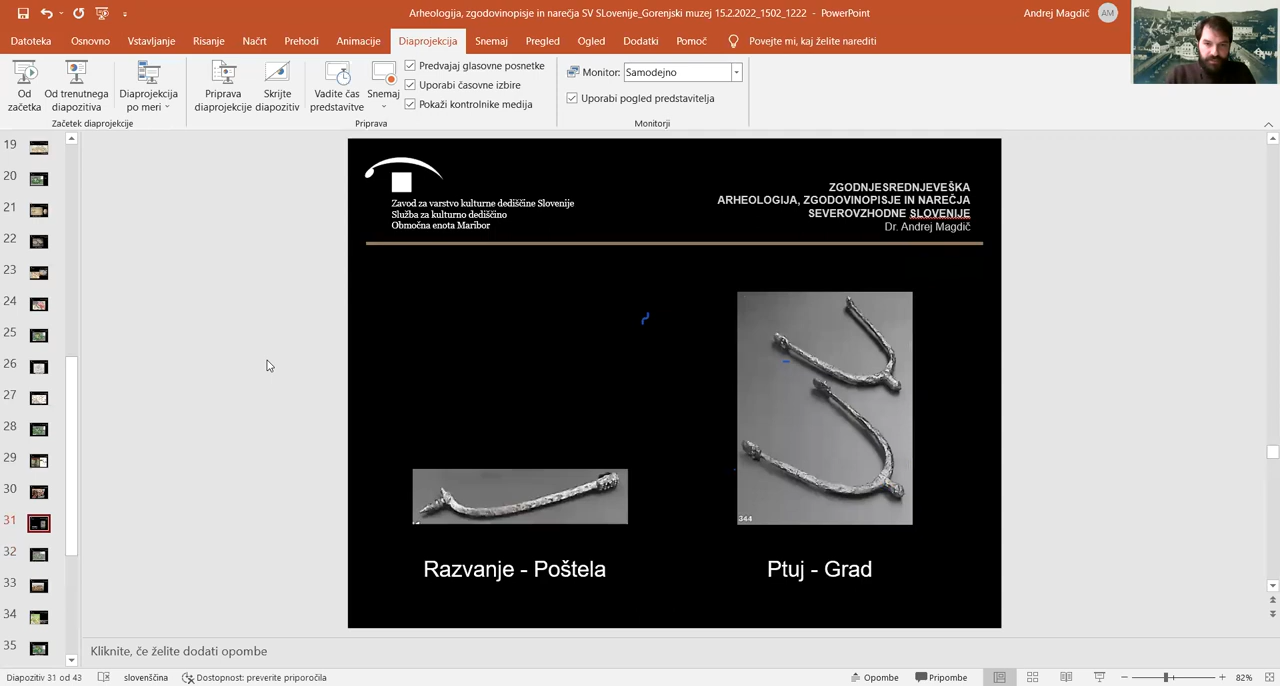 Arheologija, zgodovinopisje in narečja SV SLovenije_Gorenjski muzej 15.2.2022_1502_1222 - PowerPoint
Andrej Magdič
AM
Datoteka
Osnovno
Vstavljanje
Risanje
Načrt
Prehodi
Animacije
Diaprojekcija
Snemaj
Pregled
Ogled
Dodatki
Pomoč
Povejte mi, kaj želite narediti
Od začetka
Od trenutnega diapozitiva
Diaprojekcija po meri
Začetek diaprojekcije
Priprava diaprojekcije
Skrijte diapozitiv
Vadite čas predstavitve
Snemaj
Predvajaj glasovne posnetke
Uporabi časovne izbire
Pokaži kontrolnike medija
Priprava
Monitor:
Samodejno
Uporabi pogled predstavitelja
Monitorji
19
20
21
22
23
24
25
26
27
28
29
30
31
32
33
34
35
Zavod za varstvo kulturne dediščine Slovenije
Služba za kulturno dediščino
Območna enota Maribor
ZGODNJESREDNJEVEŠKA
ARHEOLOGIJA, ZGODOVINOPISJE IN NAREČJA
SEVEROVZHODNE SLOVENIJE
Dr. Andrej Magdič
344
Razvanje - Poštela
Ptuj - Grad
Kliknite, če želite dodati opombe
Diapozitiv 31 od 43
slovenščina
Dostopnost: preverite priporočila
Opombe
Pripombe
82%